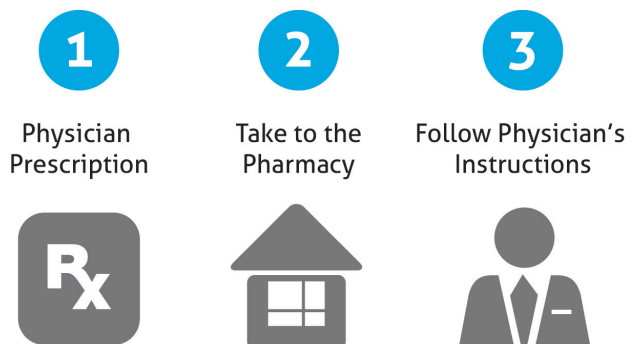 1
Physician
Prescription
Rx
2
Take to the
Pharmacy
3
Follow Physician's
Instructions